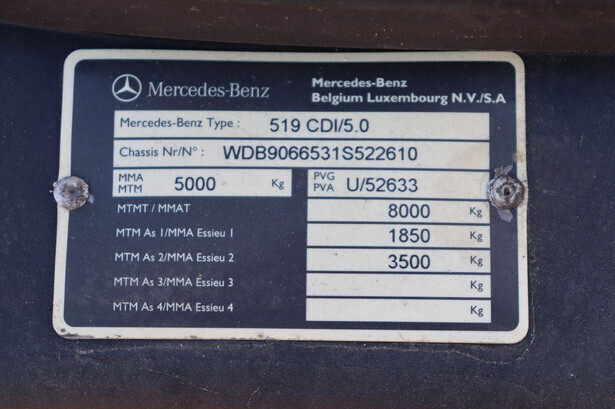 Mercedes-Benz
Mercedes-Benz
Belgium Luxembourg N.V./S.A
Mercedes-Benz Type : 519 CDI/5.0
Chassis Nr/N° : WDB9066531S522610
MMA
MTM 5000 Kg
PVG
PVA U/52633
MTMT / MMAT 8000 Kg
MTM As 1/MMA Essieu 1 1850 Kg
MTM As 2/MMA Essieu 2 3500 Kg
MTM As 3/MMA Essieu 3 Kg
MTM As 4/MMA Essieu 4 Kg